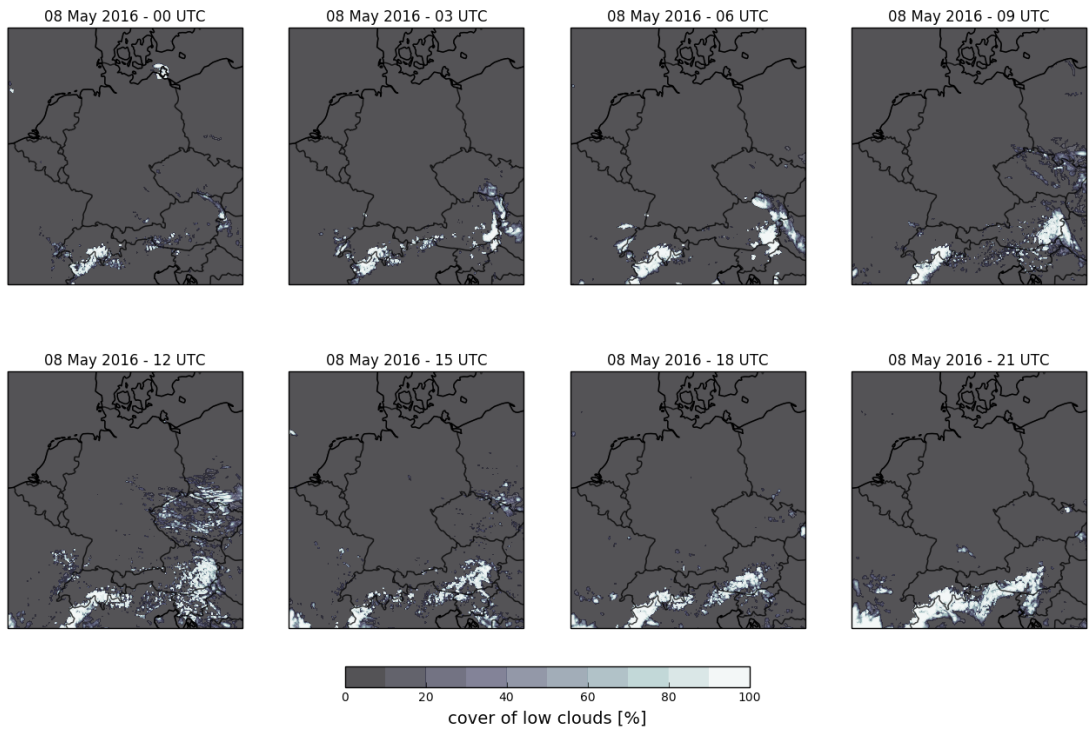 08 May 2016 - 00 UTC
08 May 2016 - 03 UTC
08 May 2016 - 06 UTC
08 May 2016 - 09 UTC
08 May 2016 - 12 UTC
08 May 2016 - 15 UTC
08 May 2016 - 18 UTC
08 May 2016 - 21 UTC
0 20 40 60 80 100
cover of low clouds [%]